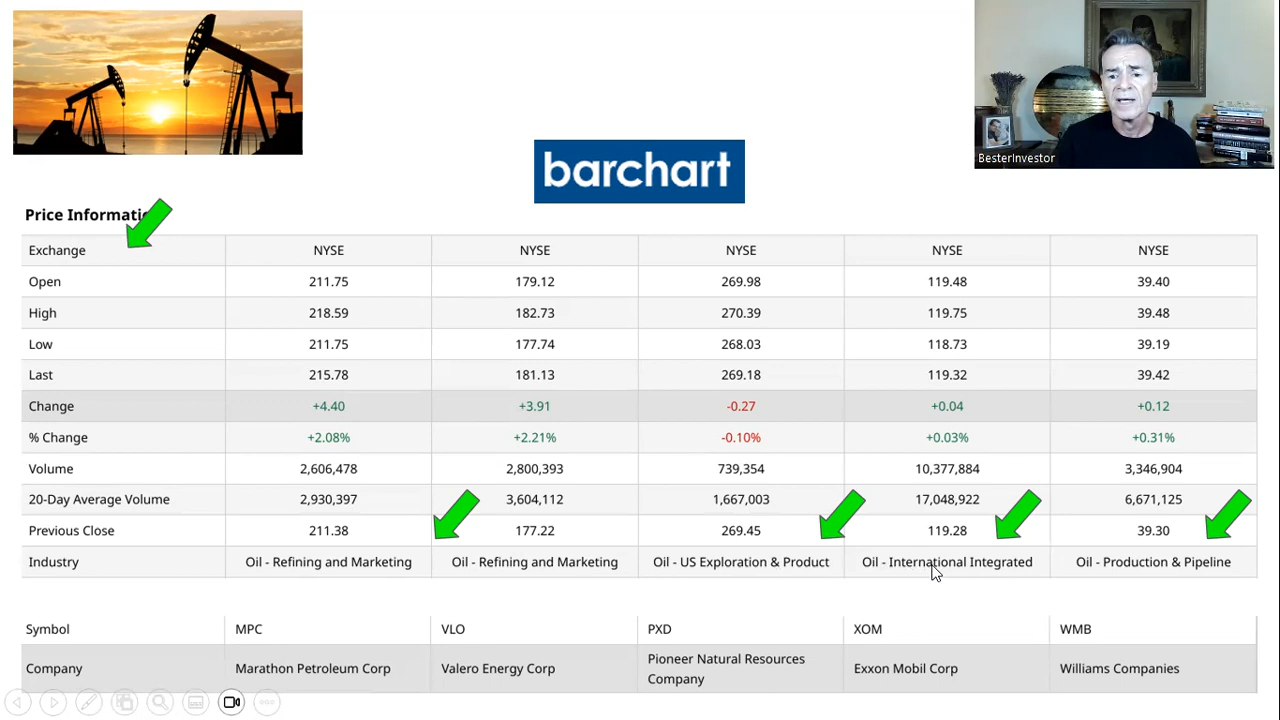 barchart
BesterInvestor
Price Informati
Exchange NYSE NYSE NYSE NYSE NYSE
Open 211.75 179.12 269.98 119.48 39.40
High 218.59 182.73 270.39 119.75 39.48
Low 211.75 177.74 268.03 118.73 39.19
Last 215.78 181.13 269.18 119.32 39.42
Change +4.40 +3.91 -0.27 +0.04 +0.12
% Change +2.08% +2.21% -0.10% +0.03% +0.31%
Volume 2,606,478 2,800,393 739,354 10,377,884 3,346,904
20-Day Average Volume 2,930,397 3,604,112 1,667,003 17,048,922 6,671,125
Previous Close 211.38 177.22 269.45 119.28 39.30
Industry Oil - Refining and Marketing Oil - Refining and Marketing Oil - US Exploration & Product Oil - International Integrated Oil - Production & Pipeline
Symbol MPC VLO PXD XOM WMB
Company Marathon Petroleum Corp Valero Energy Corp Pioneer Natural Resources Exxon Mobil Corp Williams Companies
Company